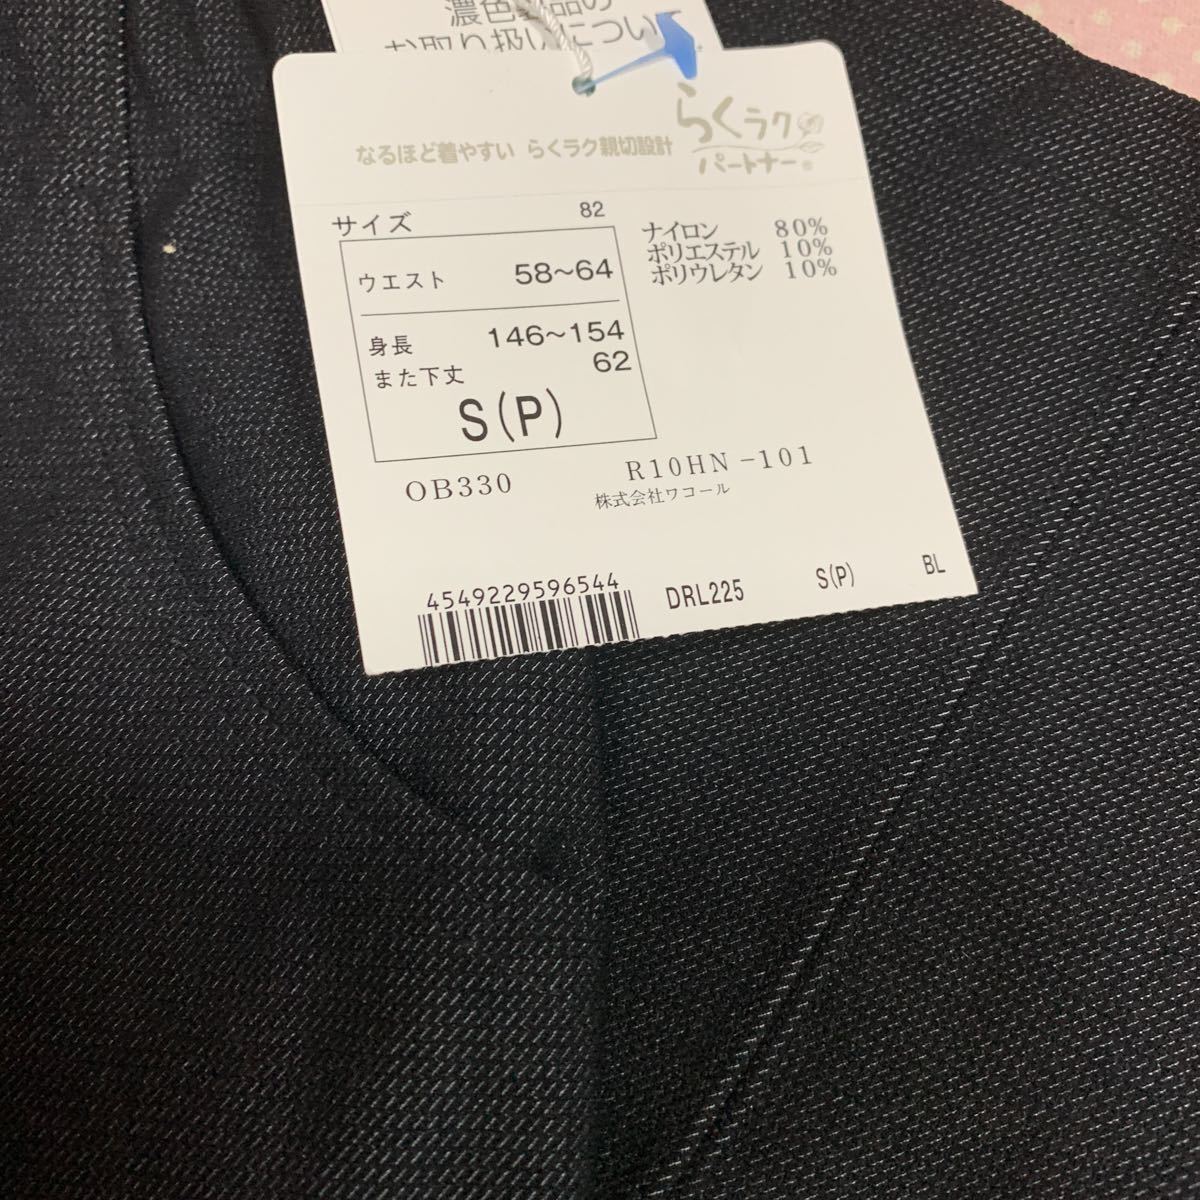 濃色製品の
お取り扱いについて
らくラク
パートナー®
なるほど着やすい らくラク親切設計
サイズ 82
ウエスト 58~64
身長 146~154
また下丈 62
S(P)
ナイロン 80%
ポリエステル 10%
ポリウレタン 10%
OB330 R10HN-101
株式会社ワコール
4549229596544 DRL225 S(P) BL